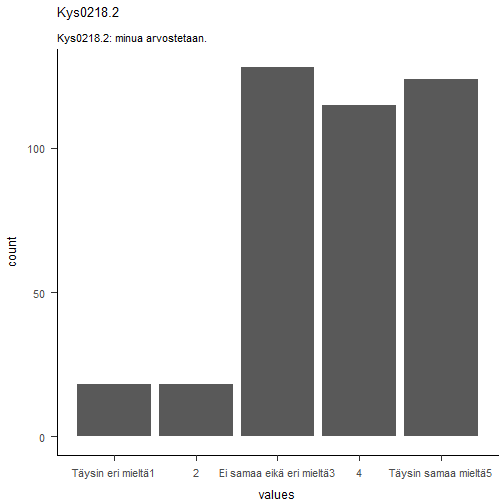 Kys0218.2
Kys0218.2: minua arvostetaan.
count
100
50
0
Täysin eri mieltä1 2 Ei samaa eikä eri mieltä3 4 Täysin samaa mieltä5
values